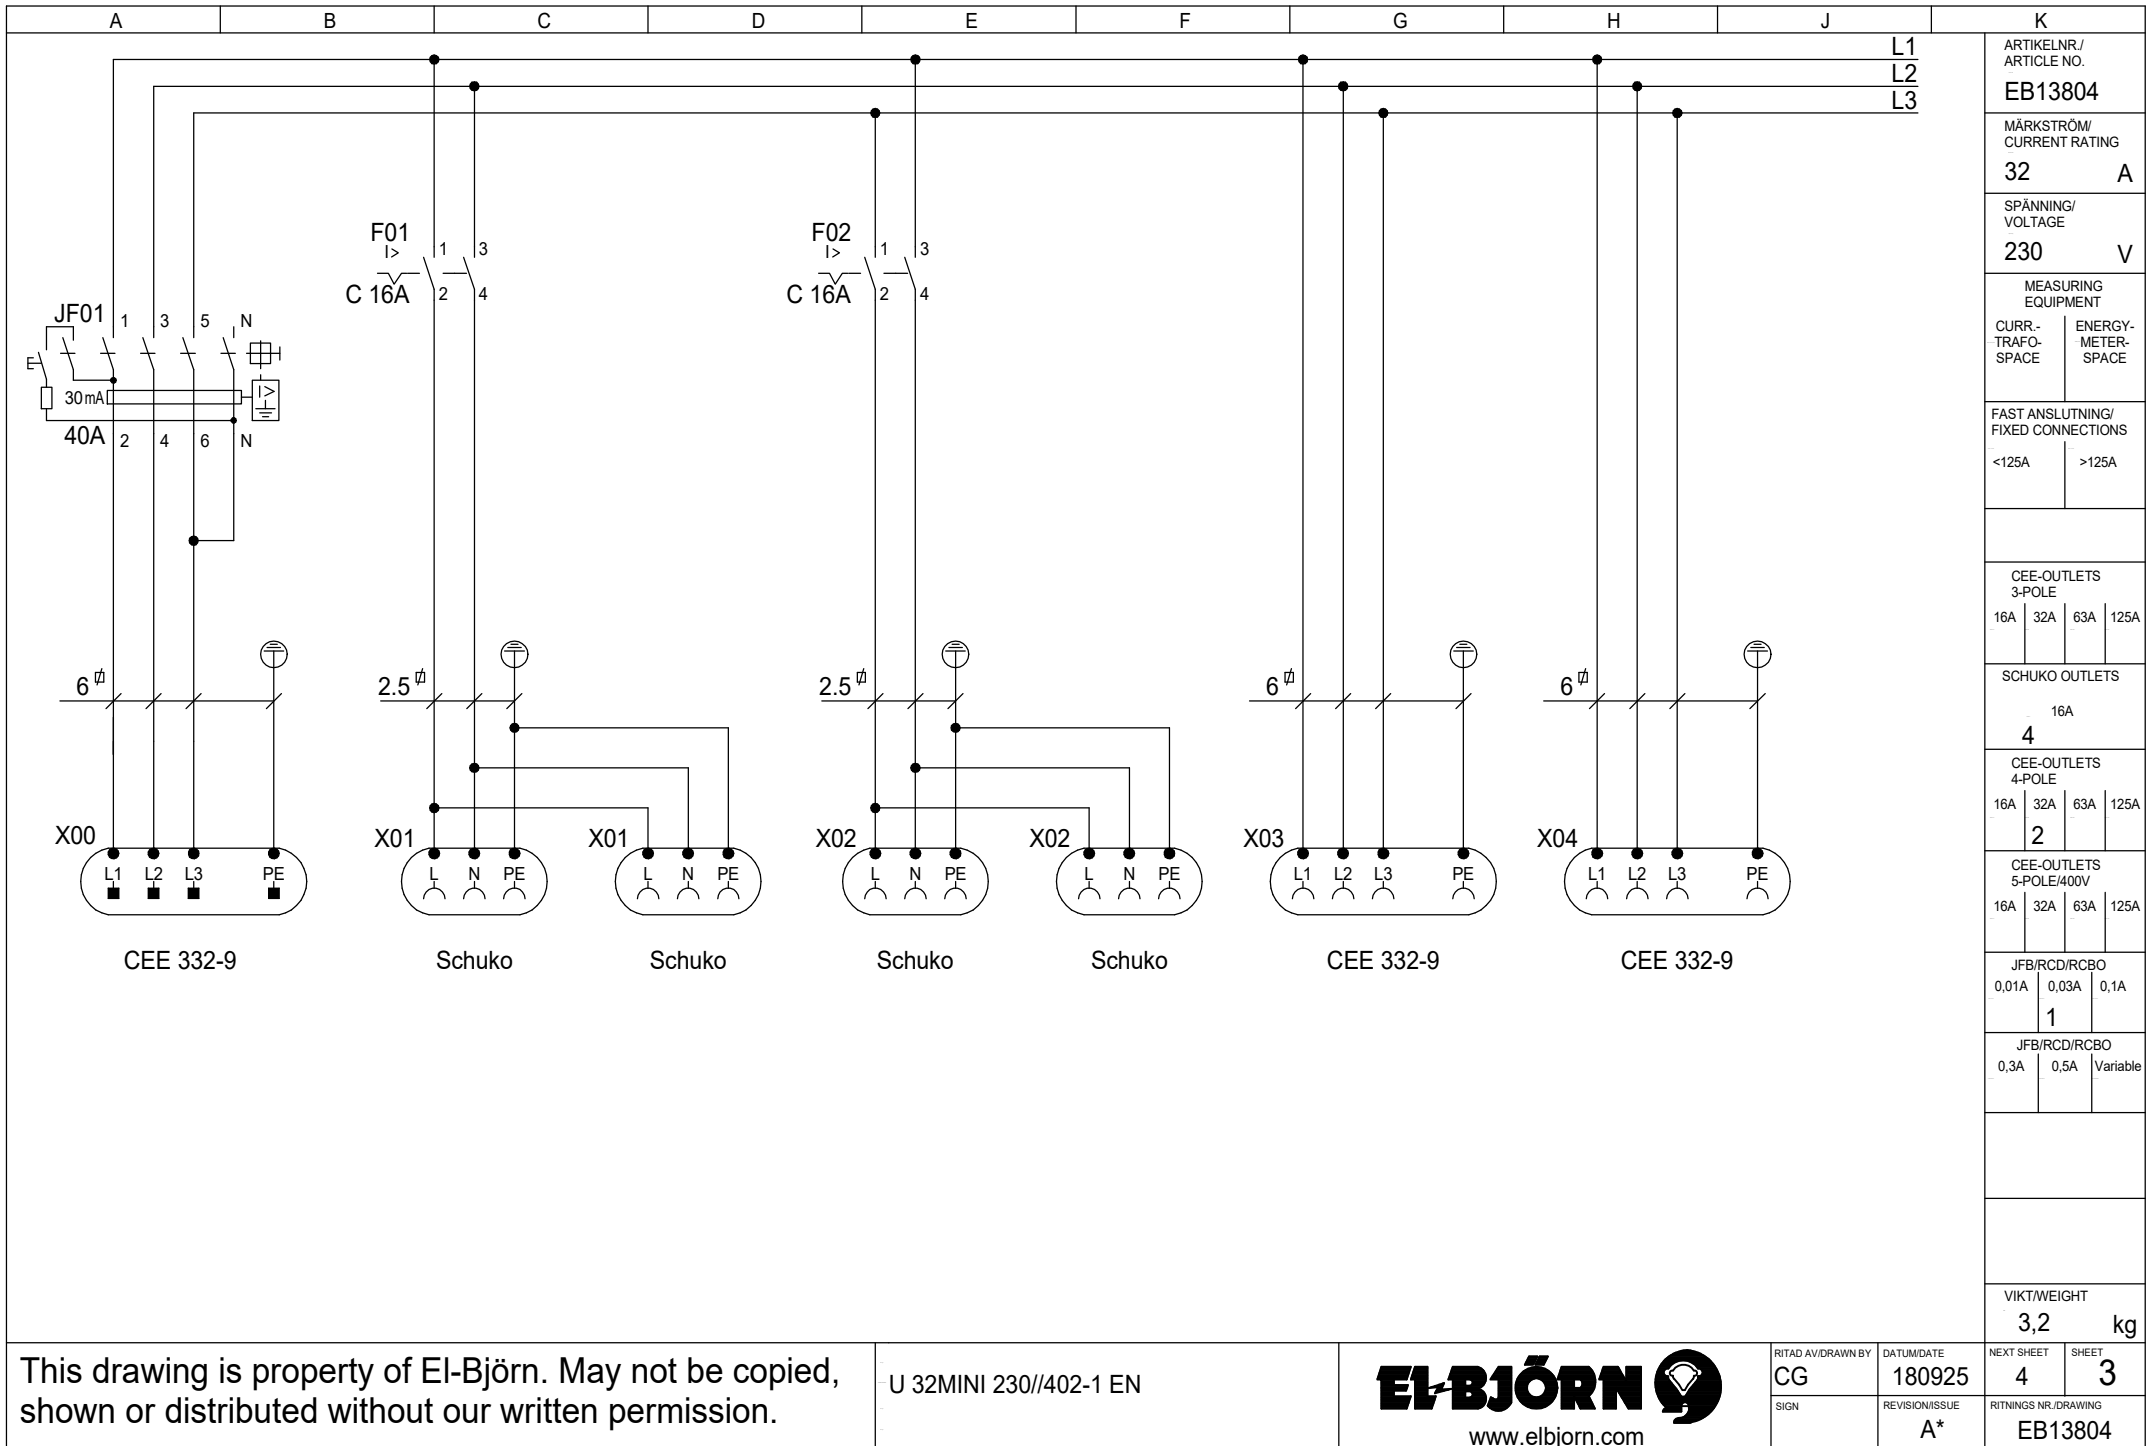 A B C D E F G H J K
L1
L2
L3
F01
I>
C 16A
1 3
2 4
F02
I>
C 16A
1 3
2 4
JF01
1 3 5 N
30 mA
I>
40A
2 4 6 N
6
2.5
2.5
6
6
X00
L1 L2 L3 PE
CEE 332-9
X01
L N PE
Schuko
X01
L N PE
Schuko
X02
L N PE
Schuko
X02
L N PE
Schuko
X03
L1 L2 L3 PE
CEE 332-9
X04
L1 L2 L3 PE
CEE 332-9
ARTIKELNR./
ARTICLE NO.
EB13804
MÄRKSTRÖM/
CURRENT RATING
32 A
SPÄNNING/
VOLTAGE
230 V
MEASURING
EQUIPMENT
CURR.-
TRAFO-
SPACE
ENERGY-
METER-
SPACE
FAST ANSLUTNING/
FIXED CONNECTIONS
<125A >125A
CEE-OUTLETS
3-POLE
16A 32A 63A 125A
SCHUKO OUTLETS
16A
4
CEE-OUTLETS
4-POLE
16A 32A 63A 125A
2
CEE-OUTLETS
5-POLE/400V
16A 32A 63A 125A
JFB/RCD/RCBO
0,01A 0,03A 0,1A
1
JFB/RCD/RCBO
0,3A 0,5A Variable
VIKT/WEIGHT
3,2 kg
This drawing is property of El-Björn. May not be copied,
shown or distributed without our written permission.
U 32MINI 230//402-1 EN
EL-BJÖRN
www.elbjorn.com
RITAD AV/DRAWN BY
CG
DATUM/DATE
180925
NEXT SHEET
4
SHEET
3
SIGN
REVISION/ISSUE
A*
RITNINGS NR./DRAWING
EB13804